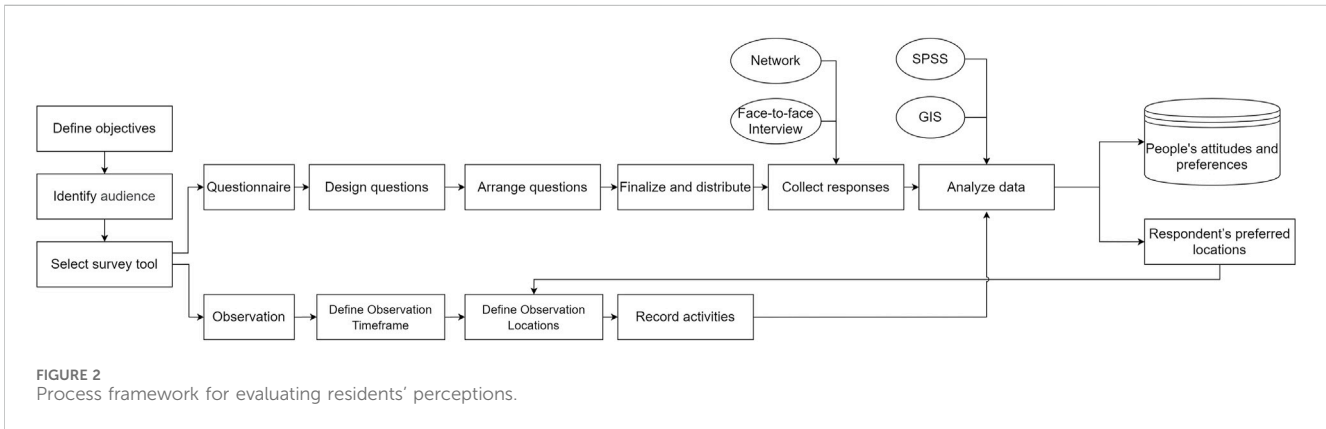 Network
SPSS
Face-to-face
Interview
GIS
Define objectives
People's attitudes and
preferences
Identify audience
Questionnaire
Design questions
Arrange questions
Finalize and distribute
Collect responses
Analyze data
Select survey tool
Respondent's preferred
locations
Observation
Define Observation
Timeframe
Define Observation
Locations
Record activities
FIGURE 2
Process framework for evaluating residents' perceptions.